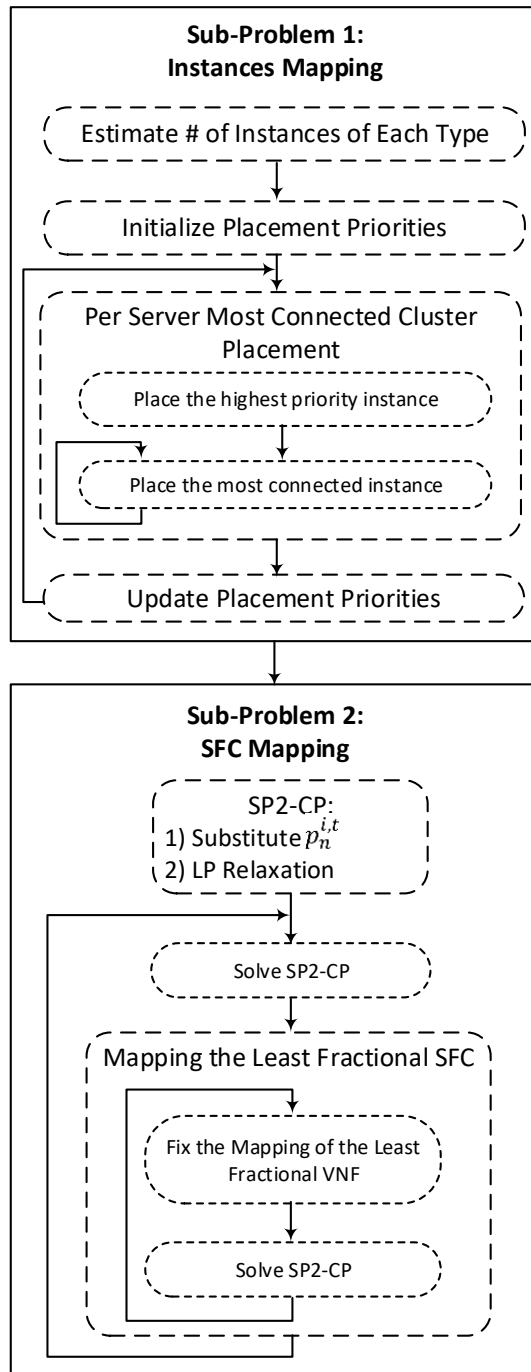 Sub-Problem 1:
Instances Mapping
Estimate # of Instances of Each Type
Initialize Placement Priorities
Per Server Most Connected Cluster
Placement
Place the highest priority instance
Place the most connected instance
Update Placement Priorities
Sub-Problem 2:
SFC Mapping
SP2-CP:
1) Substitute p_n^{i,t}
2) LP Relaxation
Solve SP2-CP
Mapping the Least Fractional SFC
Fix the Mapping of the Least
Fractional VNF
Solve SP2-CP